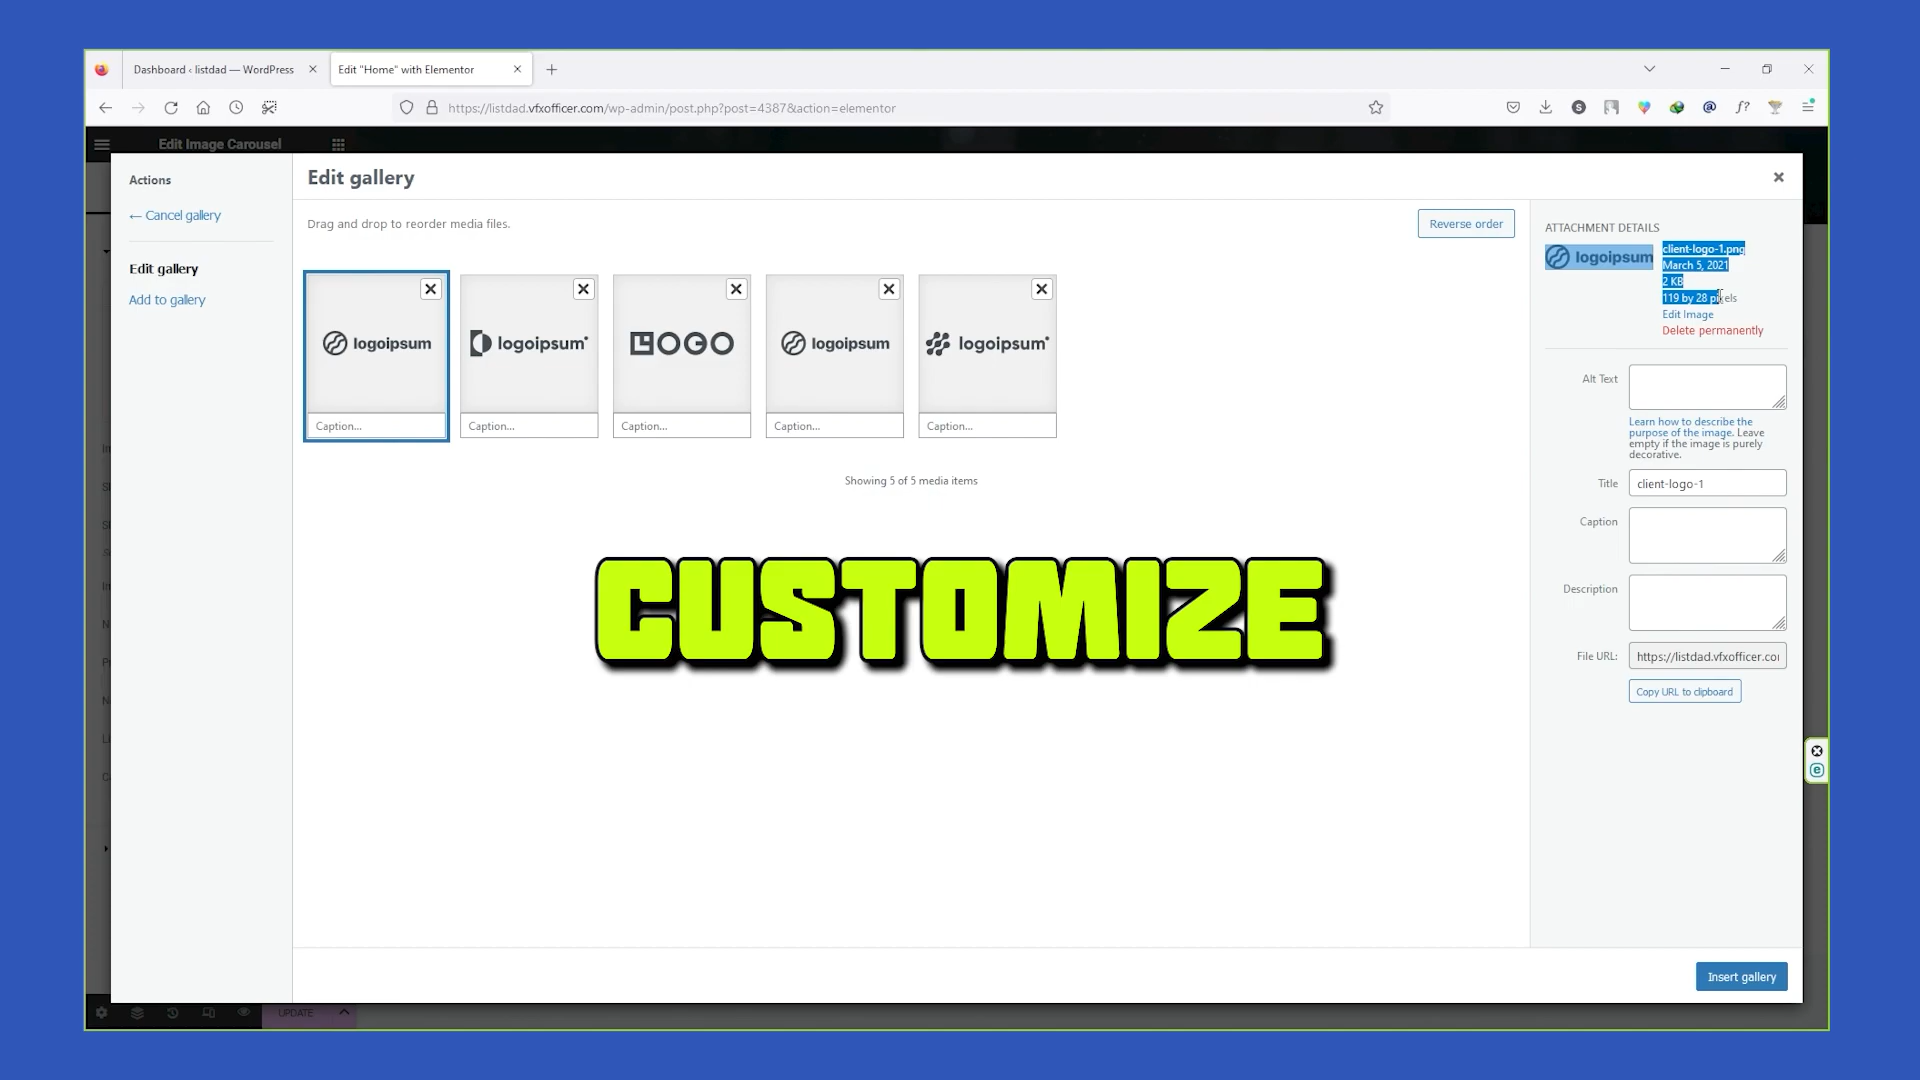 Dashboard ‹ listdad — WordPress
Edit "Home" with Elementor
https://listdad.vfxofficer.com/wp-admin/post.php?post=4387&action=elementor
Edit Image Carousel
Actions
← Cancel gallery
Edit gallery
Add to gallery
Edit gallery
Drag and drop to reorder media files.
Reverse order
logoipsum
logoipsum
LOGO
logoipsum
logoipsum
Caption...
Caption...
Caption...
Caption...
Caption...
Showing 5 of 5 media items
CUSTOMIZE
ATTACHMENT DETAILS
logoipsum
client-logo-1.png
March 5, 2021
2 KB
119 by 28 pixels
Edit Image
Delete permanently
Alt Text
Learn how to describe the
purpose of the image. Leave
empty if the image is purely
decorative.
Title
client-logo-1
Caption
Description
File URL:
https://listdad.vfxofficer.co
Copy URL to clipboard
Insert gallery
UPDATE